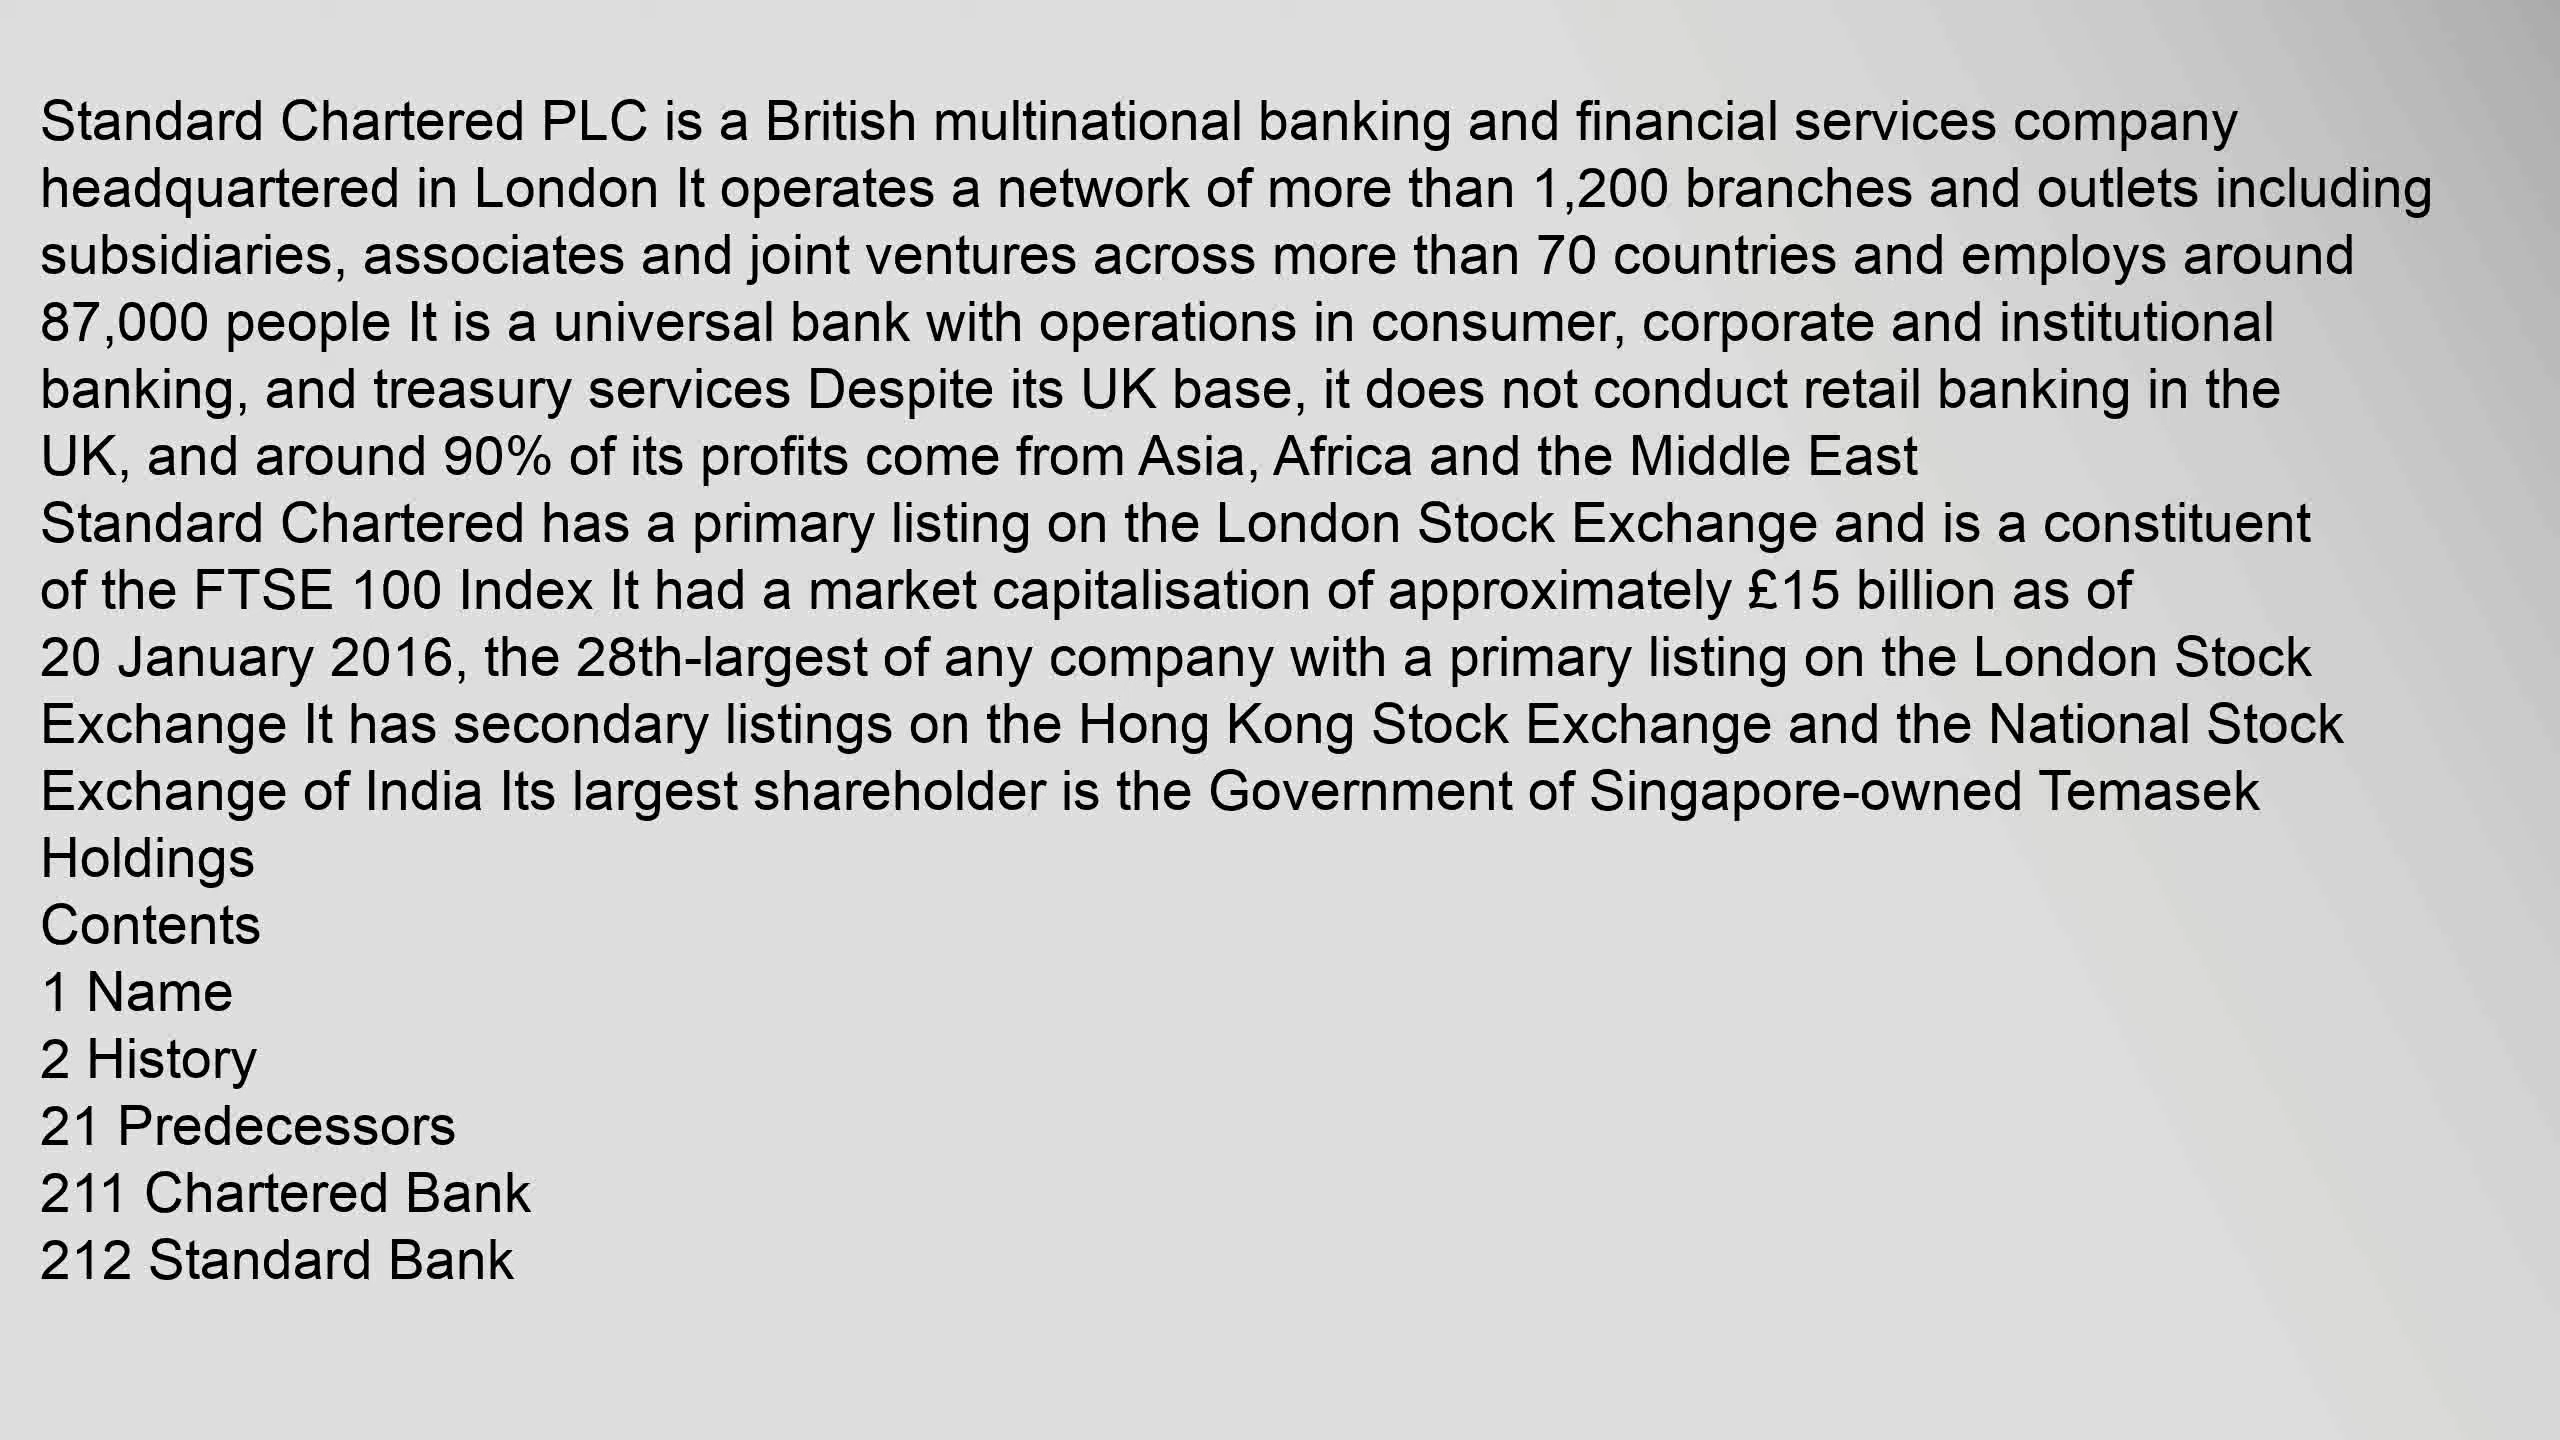 Standard Chartered PLC is a British multinational banking and financial services company
headquartered in London It operates a network of more than 1,200 branches and outlets including
subsidiaries, associates and joint ventures across more than 70 countries and employs around
87,000 people It is a universal bank with operations in consumer, corporate and institutional
banking, and treasury services Despite its UK base, it does not conduct retail banking in the
UK, and around 90% of its profits come from Asia, Africa and the Middle East
Standard Chartered has a primary listing on the London Stock Exchange and is a constituent
of the FTSE 100 Index It had a market capitalisation of approximately £15 billion as of
20 January 2016, the 28th-largest of any company with a primary listing on the London Stock
Exchange It has secondary listings on the Hong Kong Stock Exchange and the National Stock
Exchange of India Its largest shareholder is the Government of Singapore-owned Temasek
Holdings
Contents
1 Name
2 History
21 Predecessors
211 Chartered Bank
212 Standard Bank